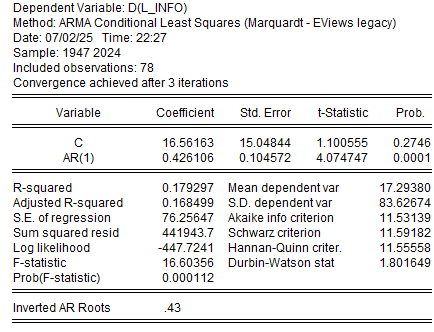 Dependent Variable: D(L_INFO)
Method: ARMA Conditional Least Squares (Marquardt - EViews legacy)
Date: 07/02/25 Time: 22:27
Sample: 1947 2024
Included observations: 78
Convergence achieved after 3 iterations
Variable Coefficient Std. Error t-Statistic Prob.
C 16.56163 15.04844 1.100555 0.2746
AR(1) 0.426106 0.104572 4.074747 0.0001
R-squared 0.179297 Mean dependent var 17.29380
Adjusted R-squared 0.168499 S.D. dependent var 83.62674
S.E. of regression 76.25647 Akaike info criterion 11.53139
Sum squared resid 441943.7 Schwarz criterion 11.59182
Log likelihood -447.7241 Hannan-Quinn criter. 11.55558
F-statistic 16.60356 Durbin-Watson stat 1.801649
Prob(F-statistic) 0.000112
Inverted AR Roots .43